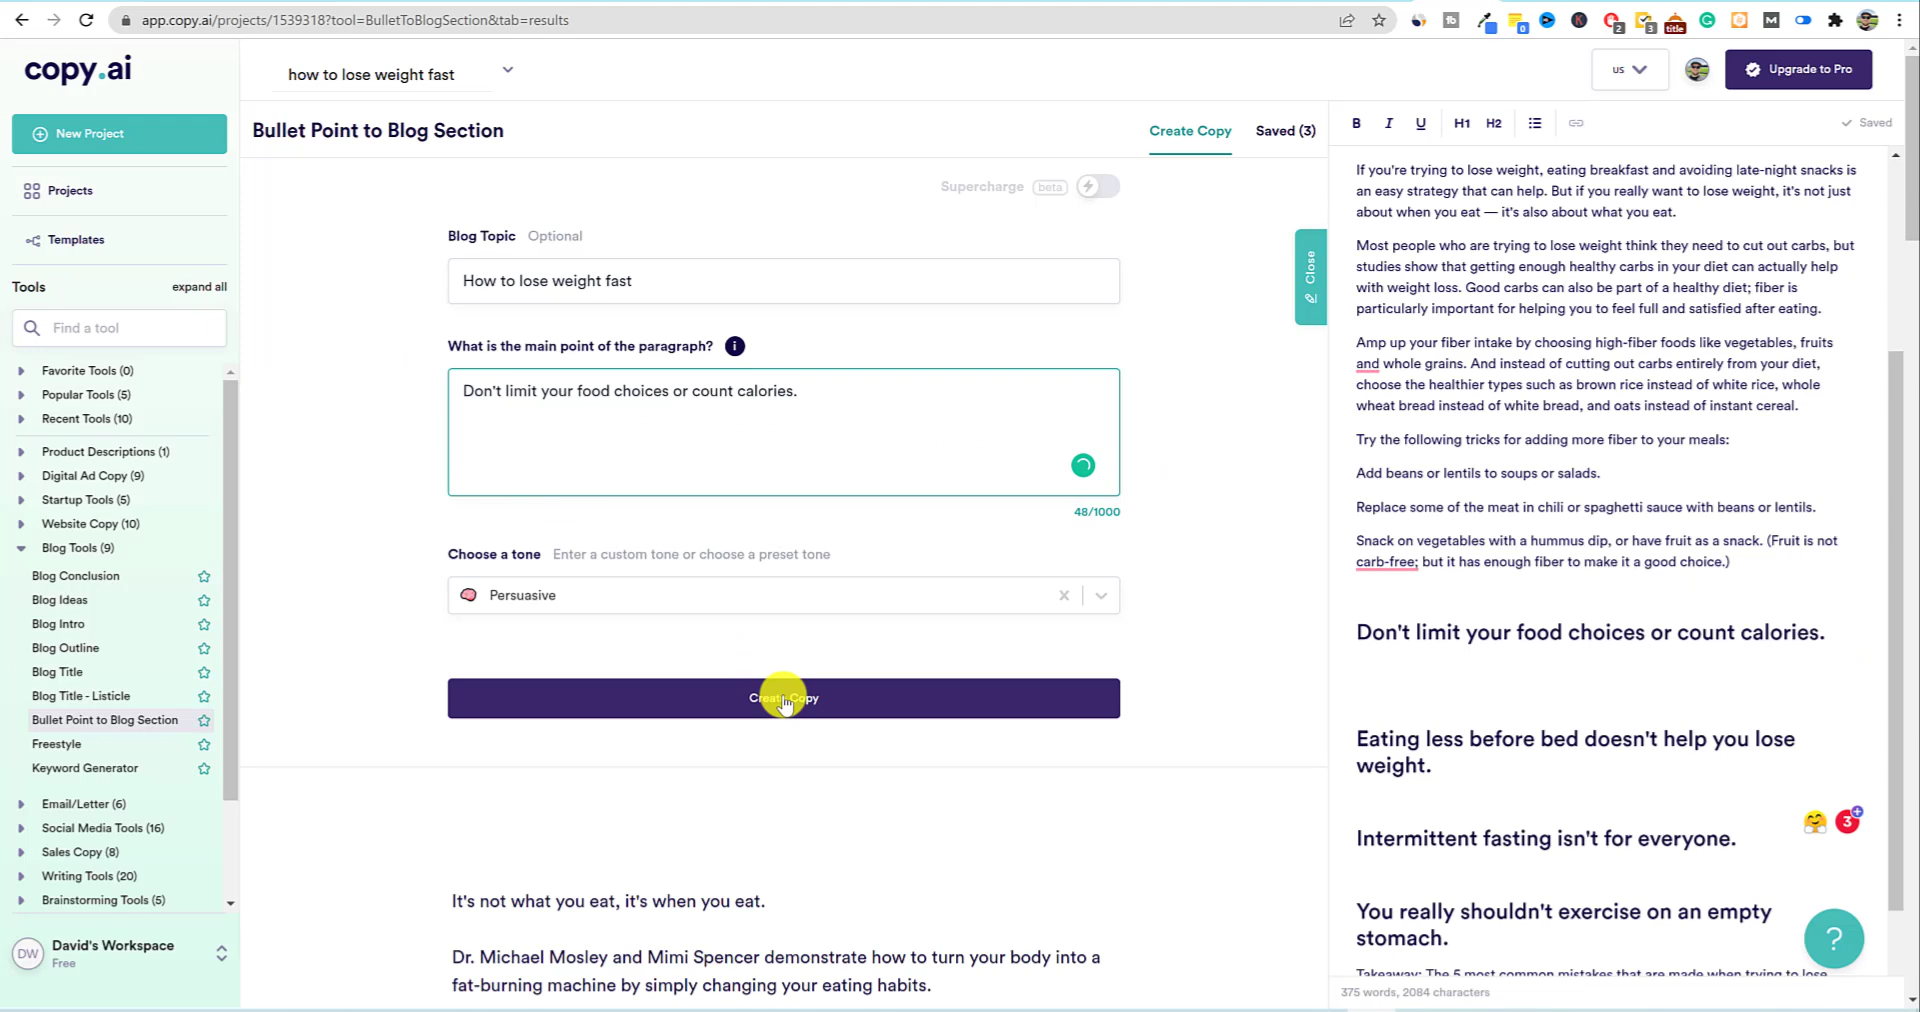 app.copy.ai/projects/1539318?tool=BulletToBlogSection&tab=results
0
2
3
title
copy.ai
how to lose weight fast
us
Upgrade to Pro
New Project
Projects
Templates
Tools
expand all
Find a tool
Favorite Tools (0)
Popular Tools (5)
Recent Tools (10)
Product Descriptions (1)
Digital Ad Copy (9)
Startup Tools (5)
Website Copy (10)
Blog Tools (9)
Blog Conclusion
Blog Ideas
Blog Intro
Blog Outline
Blog Title
Blog Title - Listicle
Bullet Point to Blog Section
Freestyle
Keyword Generator
Email/Letter (6)
Social Media Tools (16)
Sales Copy (8)
Writing Tools (20)
Brainstorming Tools (5)
DW
David's Workspace
Free
Bullet Point to Blog Section
Create Copy
Saved (3)
Supercharge beta
Blog Topic Optional
How to lose weight fast
What is the main point of the paragraph?
Don't limit your food choices or count calories.
48/1000
Choose a tone Enter a custom tone or choose a preset tone
Persuasive
Create Copy
It's not what you eat, it's when you eat.
Dr. Michael Mosley and Mimi Spencer demonstrate how to turn your body into a
fat-burning machine by simply changing your eating habits.
Close
B I U H1 H2
Saved
If you're trying to lose weight, eating breakfast and avoiding late-night snacks is
an easy strategy that can help. But if you really want to lose weight, it's not just
about when you eat — it's also about what you eat.
Most people who are trying to lose weight think they need to cut out carbs, but
studies show that getting enough healthy carbs in your diet can actually help
with weight loss. Good carbs can also be part of a healthy diet; fiber is
particularly important for helping you to feel full and satisfied after eating.
Amp up your fiber intake by choosing high-fiber foods like vegetables, fruits
and whole grains. And instead of cutting out carbs entirely from your diet,
choose the healthier types such as brown rice instead of white rice, whole
wheat bread instead of white bread, and oats instead of instant cereal.
Try the following tricks for adding more fiber to your meals:
Add beans or lentils to soups or salads.
Replace some of the meat in chili or spaghetti sauce with beans or lentils.
Snack on vegetables with a hummus dip, or have fruit as a snack. (Fruit is not
carb-free; but it has enough fiber to make it a good choice.)
Don't limit your food choices or count calories.
Eating less before bed doesn't help you lose
weight.
3
Intermittent fasting isn't for everyone.
You really shouldn't exercise on an empty
stomach.
?
Takeaway: The 5 most common mistakes that are made when trying to lose
375 words, 2084 characters